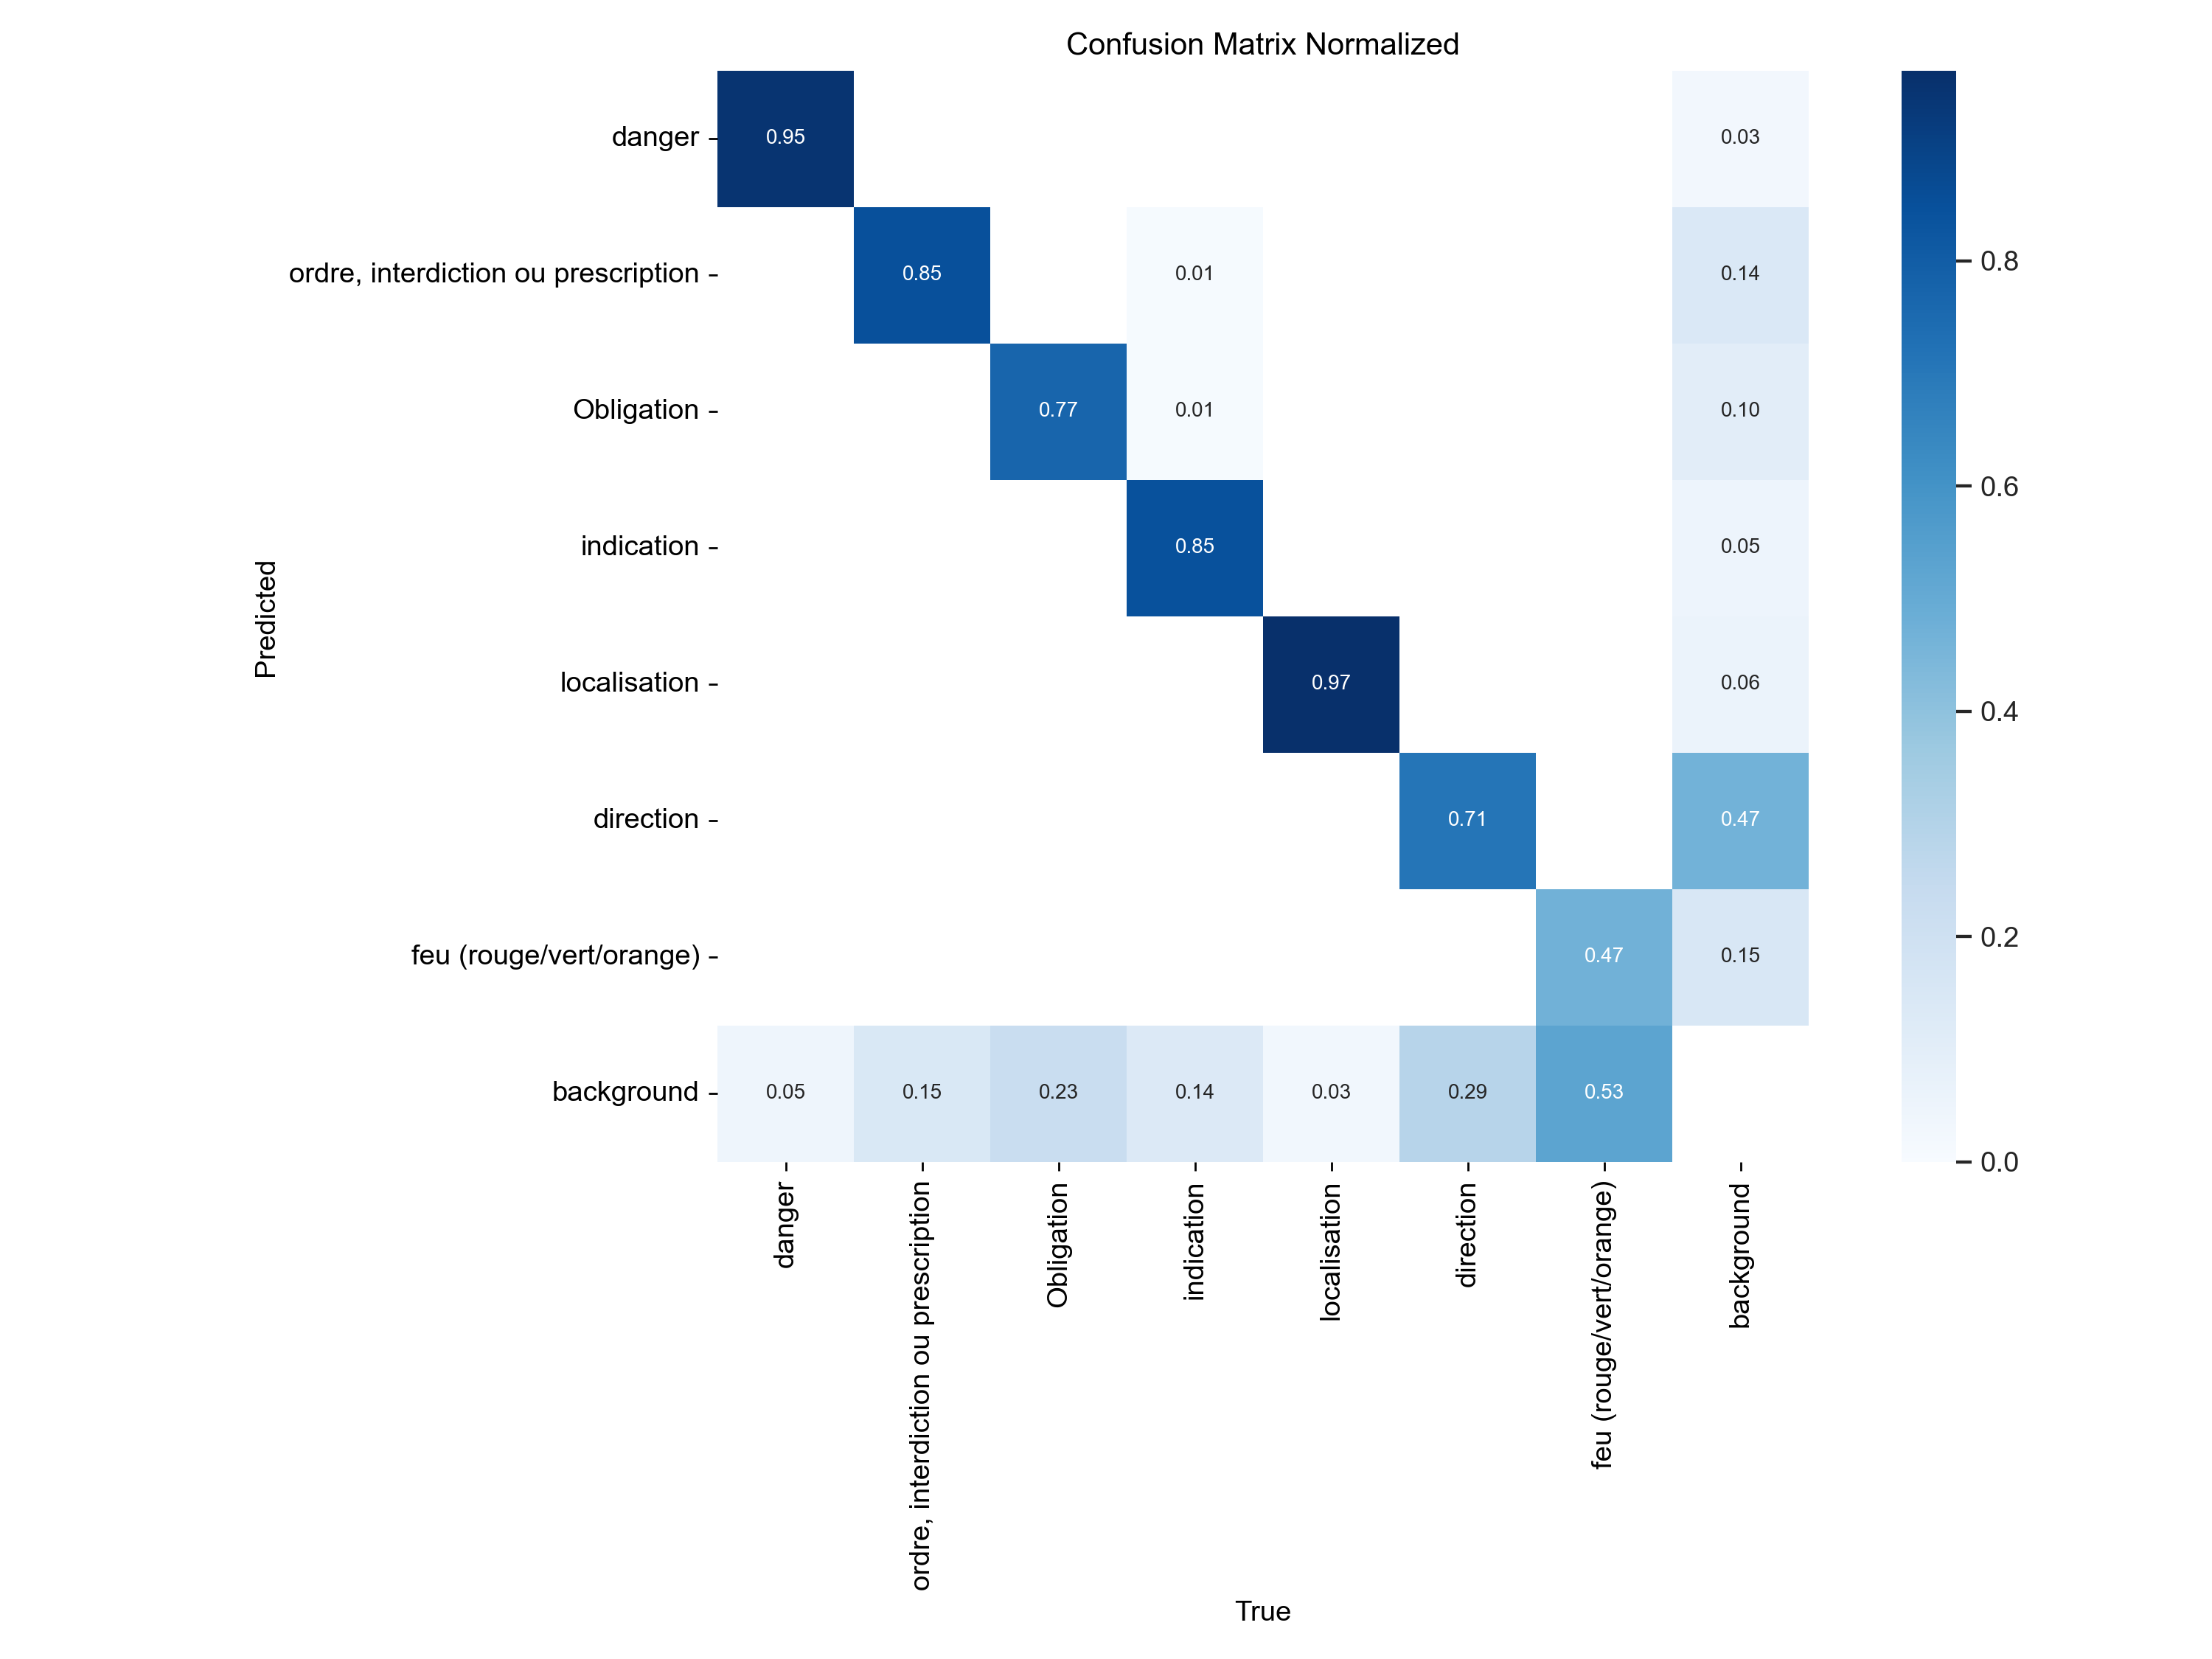 Confusion Matrix Normalized
danger
0.95
0.03
ordre, interdiction ou prescription
0.85
0.01
0.14
Obligation
0.77
0.01
0.10
indication
0.85
0.05
localisation
0.97
0.06
direction
0.71
0.47
feu (rouge/vert/orange)
0.47
0.15
background
0.05
0.15
0.23
0.14
0.03
0.29
0.53
Predicted
danger
ordre, interdiction ou prescription
Obligation
indication
localisation
direction
feu (rouge/vert/orange)
background
True
0.8
0.6
0.4
0.2
0.0